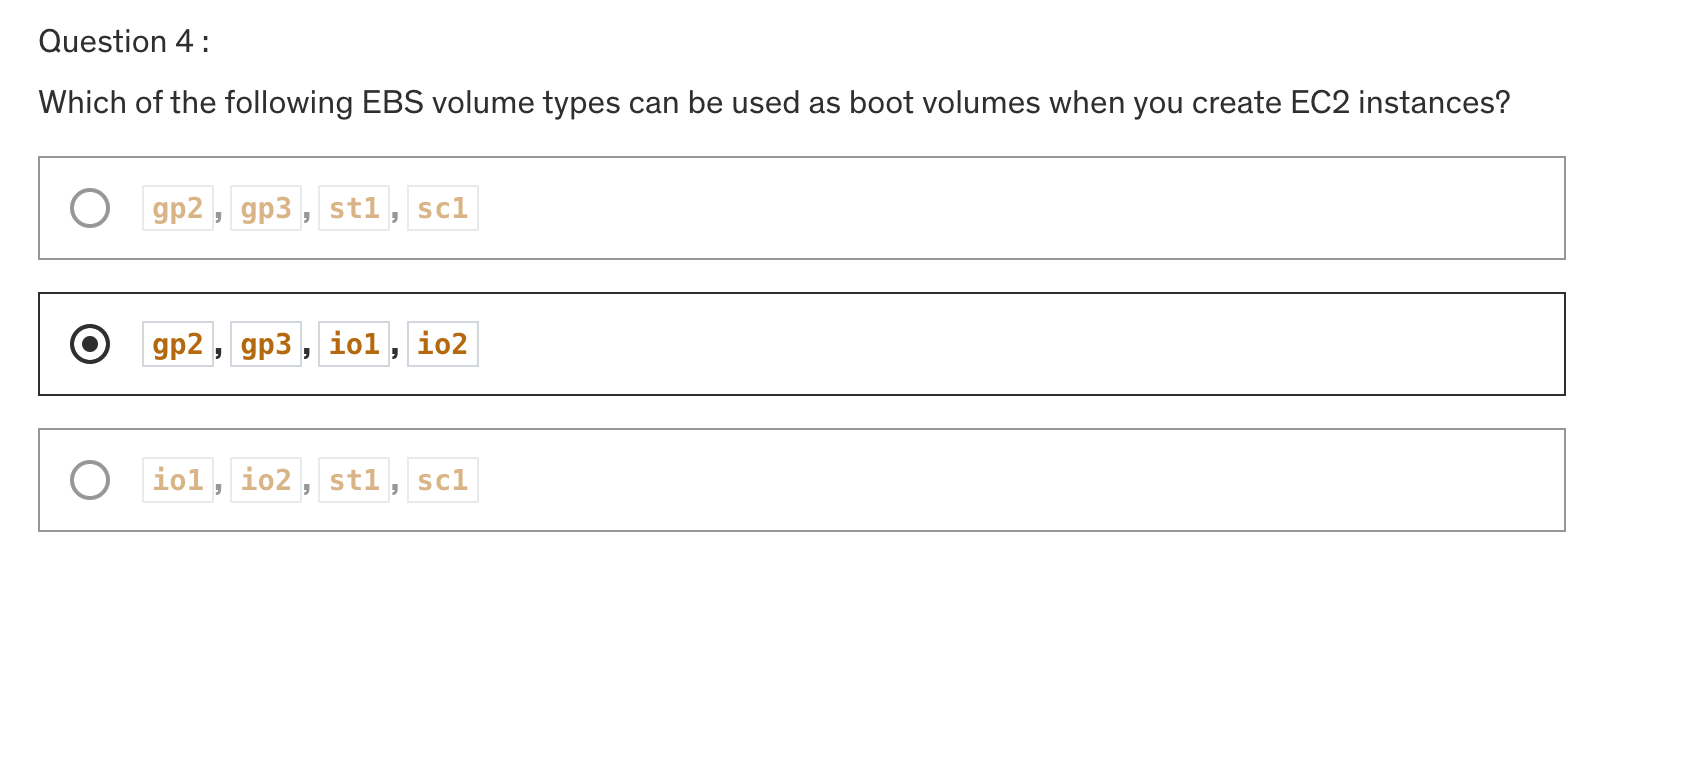 Question 4 :
Which of the following EBS volume types can be used as boot volumes when you create EC2 instances?
gp2, gp3, st1, sc1
gp2, gp3, io1, io2
io1, io2, st1, sc1